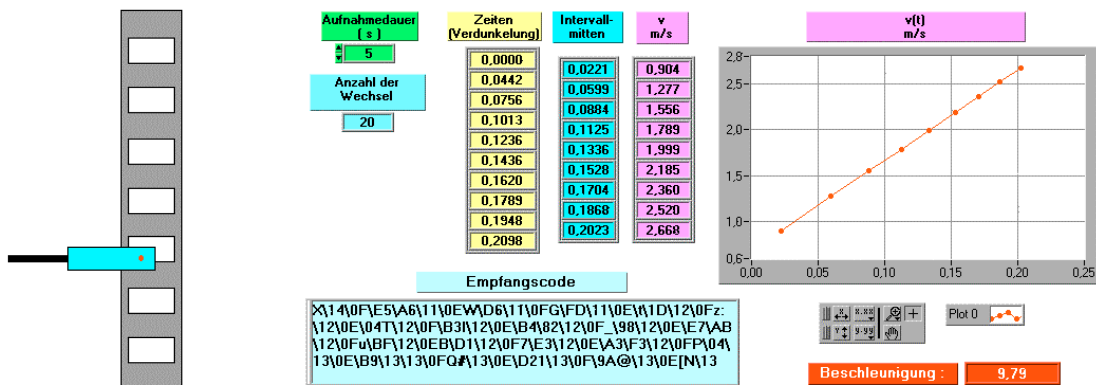 Aufnahmedauer
( s )
5
Anzahl der
Wechsel
20
Zeiten
(Verdunkelung)
0,0000
0,0442
0,0756
0,1013
0,1236
0,1436
0,1620
0,1789
0,1948
0,2098
Intervall-
mitten
0,0221
0,0599
0,0884
0,1125
0,1336
0,1528
0,1704
0,1868
0,2023
v
m/s
0,904
1,277
1,556
1,789
1,999
2,185
2,360
2,520
2,668
v(t)
m/s
2,8
2,5
2,0
1,5
1,0
0,6
0,00 0,05 0,10 0,15 0,20 0,25
Empfangscode
X\14\0F\E5\A6\11\0EW\D6\11\0FG\FD\11\0E\t\1D\12\0Fz:
\12\0E\04T\12\0F\B3I\12\0E\B4\82\12\0F_\98\12\0E\E7\AB
\12\0Fu\BF\12\0EB\D1\12\0F7\E3\12\0EA\F3\12\0FP\04\
\13\0E\B9\13\13\0FQ#\13\0E\D21\13\0F\9A@\13\0E[N\13
X X.XX
Y Y.YY
Plot 0
Beschleunigung :
9,79